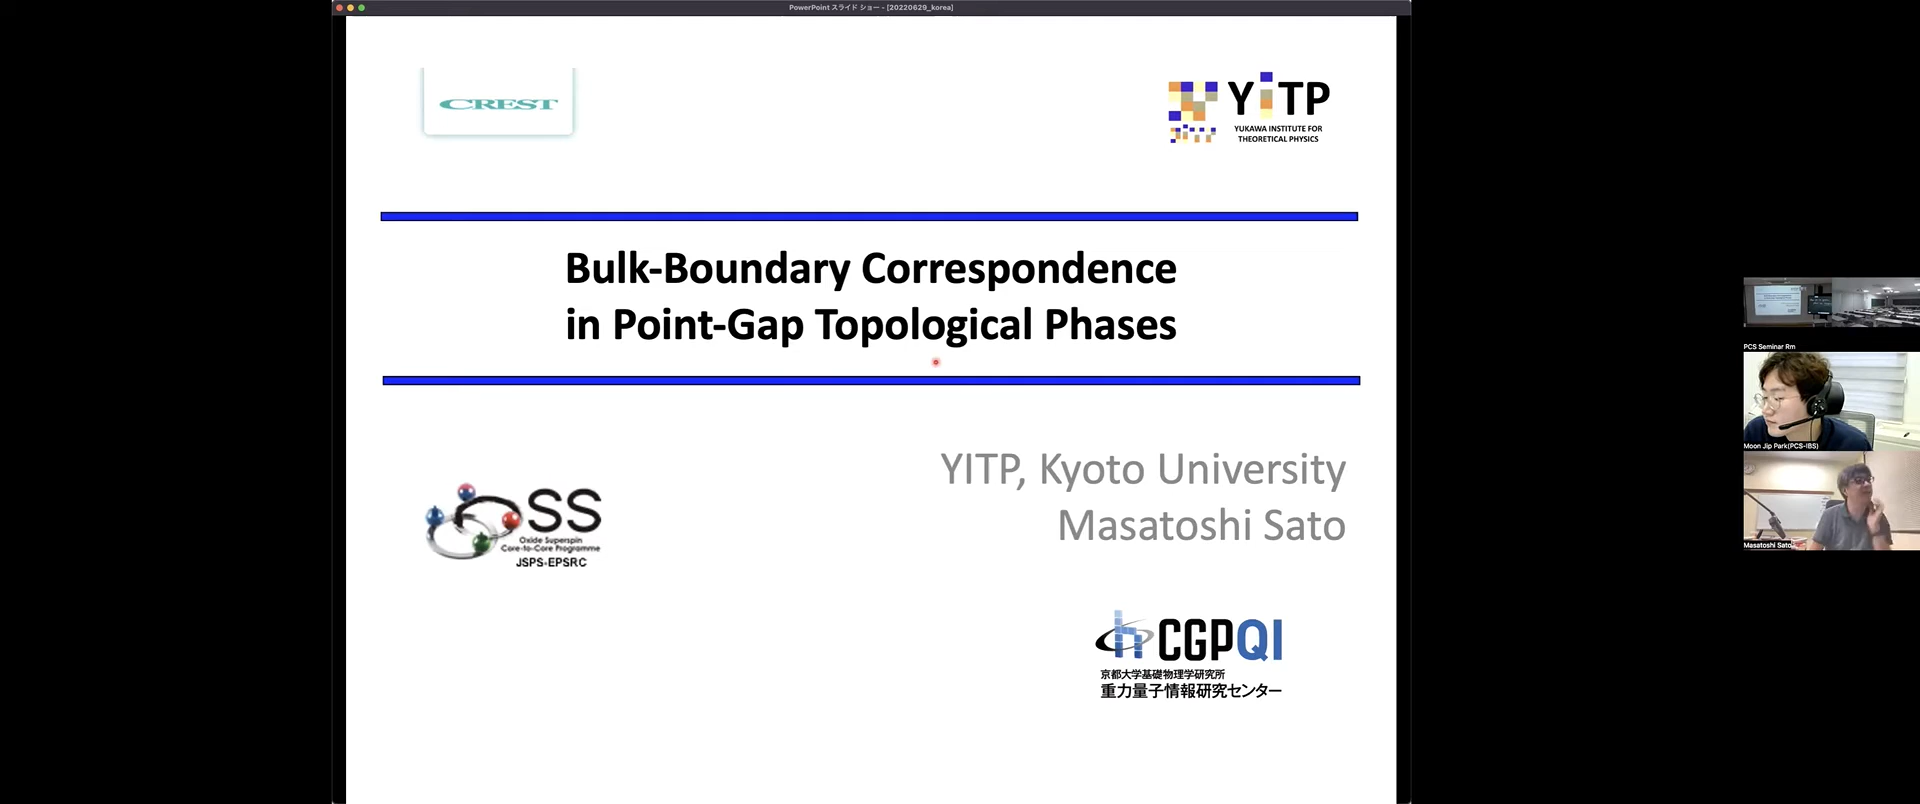 PowerPoint スライド ショー - [20220629_korea]
CREST
YiTP
YUKAWA INSTITUTE FOR
THEORETICAL PHYSICS
Bulk-Boundary Correspondence
in Point-Gap Topological Phases
YITP, Kyoto University
Masatoshi Sato
OSS
Oxide Superspin
Core-to-Core Programme
JSPS-EPSRC
CGPQI
京都大学基礎物理学研究所
重力量子情報研究センター
PCS Seminar Rm
Moon Jip Park(PCS-IBS)
Masatoshi Sato